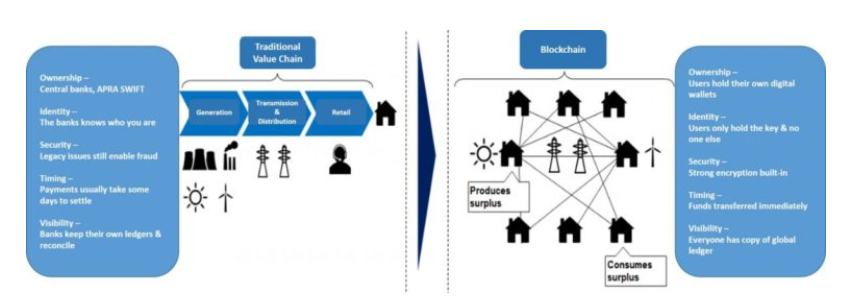 Ownership –
Central banks, APRA SWIFT
Identity –
The banks knows who you are
Security –
Legacy issues still enable fraud
Timing –
Payments usually take some
days to settle
Visibility –
Banks keep their own ledgers &
reconcile
Traditional
Value Chain
Generation
Transmission
&
Distribution
Retail
Blockchain
Produces
surplus
Consumes
surplus
Ownership –
Users hold their own digital
wallets
Identity –
Users only hold the key & no
one else
Security –
Strong encryption built-in
Timing –
Funds transferred immediately
Visibility –
Everyone has copy of global
ledger